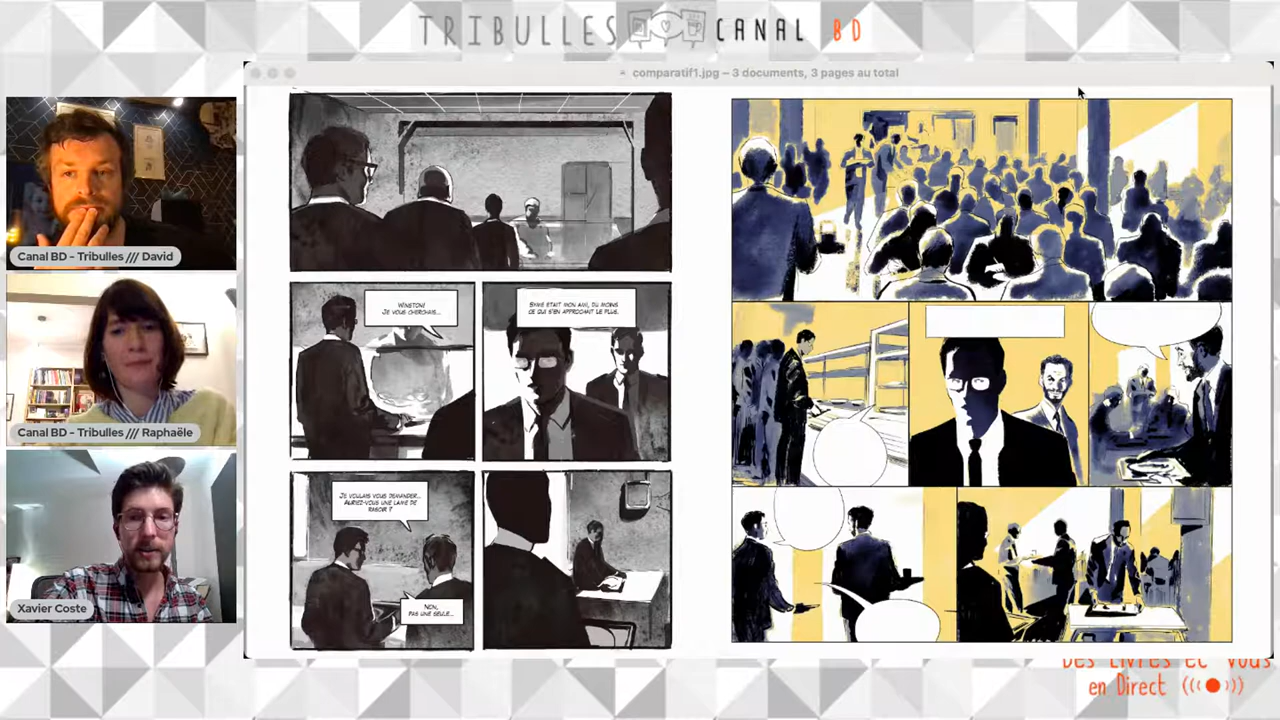 TRIBULLES CANAL BD
comparatif1.jpg – 3 documents, 3 pages au total
Canal BD - Tribulles /// David
Canal BD - Tribulles /// Raphaële
Xavier Coste
WINSTON!
JE VOUS CHERCHAIS...
SYME ETAIT MON AMI, DU MOINS
CE QUI S'EN APPROCHAIT LE PLUS.
JE VOULAIS VOUS DEMANDER...
AURIEZ-VOUS UNE LAME DE
RASOIR ?
NON,
PAS UNE SEULE...
Des Livres et Vous
en Direct